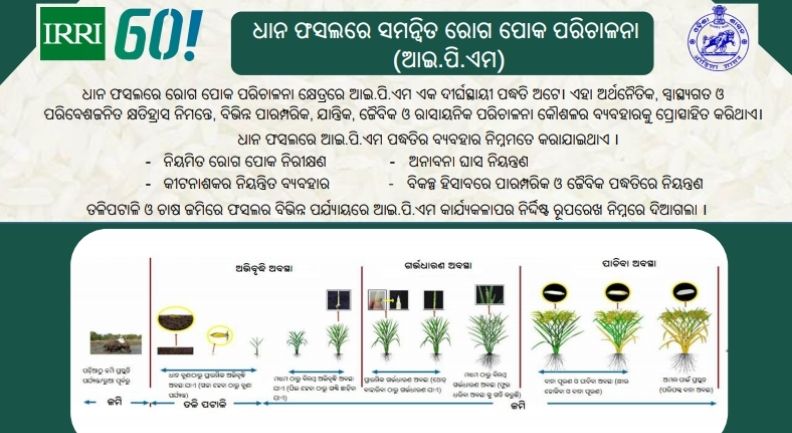 IRRI 60!
ଧାନ ଫସଲରେ ସମନ୍ୱିତ ରୋଗ ପୋକ ପରିଚାଳନା
(ଆଇ.ପି.ଏମ)
ଧାନ ଫସଲରେ ରୋଗ ପୋକ ପରିଚାଳନା କ୍ଷେତ୍ରରେ ଆଇ.ପି.ଏମ ଏକ ଦୀର୍ଘସ୍ଥାୟୀ ପଦ୍ଧତି ଅଟେ। ଏହା ଅର୍ଥନୈତିକ, ସ୍ୱାସ୍ଥ୍ୟଗତ ଓ
ପରିବେଶଜନିତ କ୍ଷତିହ୍ରାସ ନିମନ୍ତେ, ବିଭିନ୍ନ ପାରମ୍ପରିକ, ଯାନ୍ତ୍ରିକ, ଜୈବିକ ଓ ରାସାୟନିକ ପରିଚାଳନା କୌଶଳର ବ୍ୟବହାରକୁ ପ୍ରୋତ୍ସାହିତ କରିଥାଏ।
ଧାନ ଫସଲରେ ଆଇ.ପି.ଏମ ପଦ୍ଧତିର ବ୍ୟବହାର ନିମ୍ନମତେ କରାଯାଇଥାଏ ।
- ନିୟମିତ ରୋଗ ପୋକ ନିରୀକ୍ଷଣ - ଅନାବନା ଘାସ ନିୟନ୍ତ୍ରଣ
- କୀଟନାଶକର ନିୟନ୍ତ୍ରିତ ବ୍ୟବହାର - ବିକଳ୍ପ ହିସାବରେ ପାରମ୍ପରିକ ଓ ଜୈବିକ ପଦ୍ଧତିରେ ନିୟନ୍ତ୍ରଣ
ତଳିପଟାଳି ଓ ଚାଷ ଜମିରେ ଫସଲର ବିଭିନ୍ନ ପର୍ଯ୍ୟାୟରେ ଆଇ.ପି.ଏମ କାର୍ଯ୍ୟକଳାପର ନିର୍ଦ୍ଦିଷ୍ଟ ରୂପରେଖ ନିମ୍ନରେ ଦିଆଗଲା ।
ଅଭିବୃଦ୍ଧି ଅବସ୍ଥା
ଗର୍ଭଧାରଣ ଅବସ୍ଥା
ପାଚିବା ଅବସ୍ଥା
ଜମି
ତଳି ପଟାଳି
ଜମି